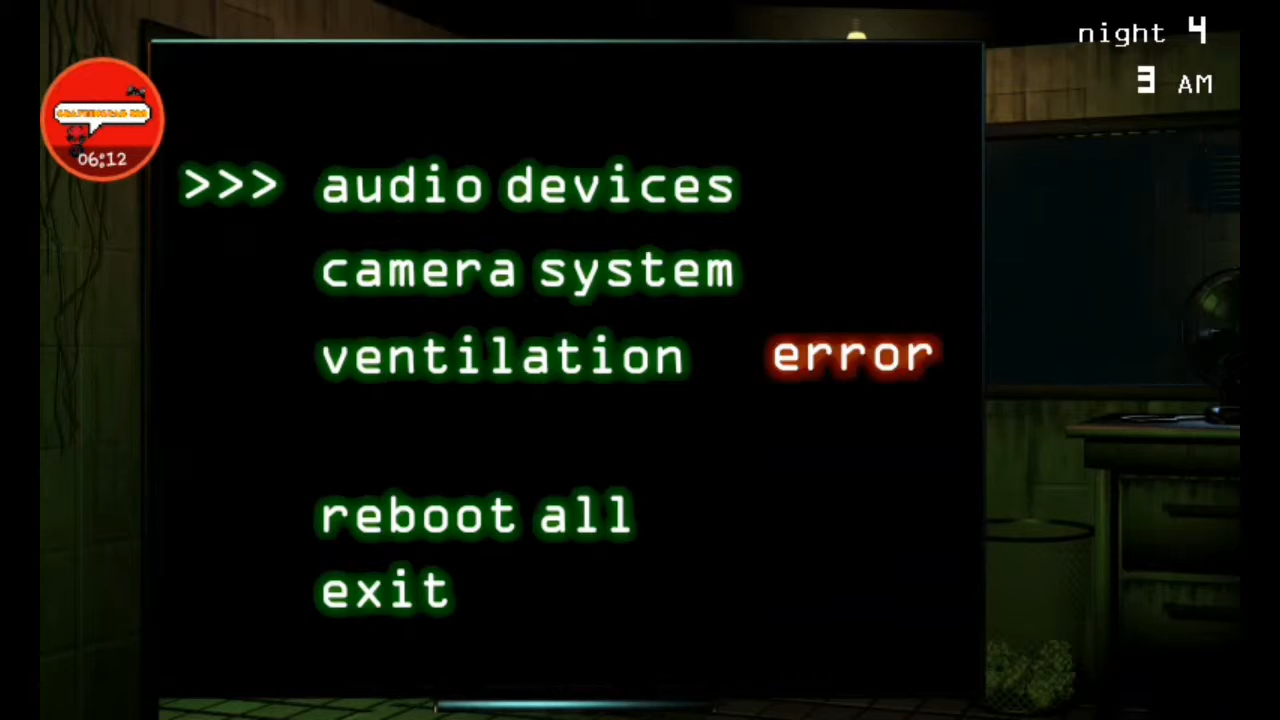 night 4
3 AM
06:12
>>> audio devices
camera system
ventilation error
reboot all
exit